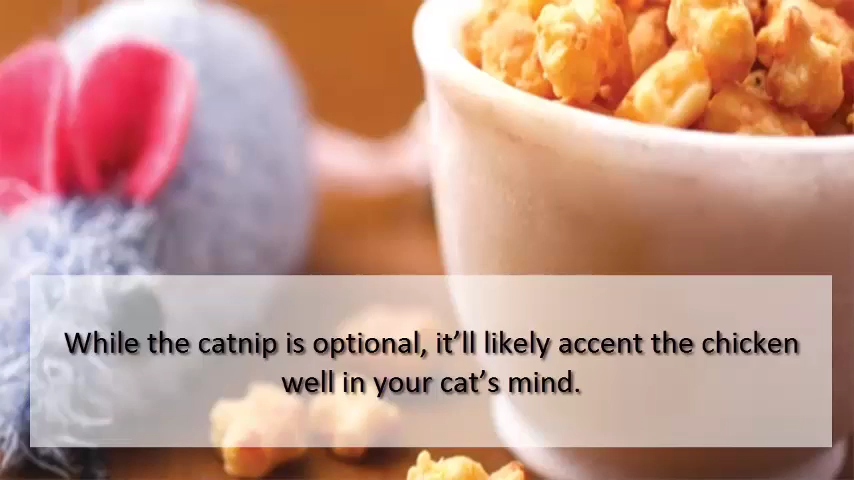 While the catnip is optional, it’ll likely accent the chicken
well in your cat’s mind.